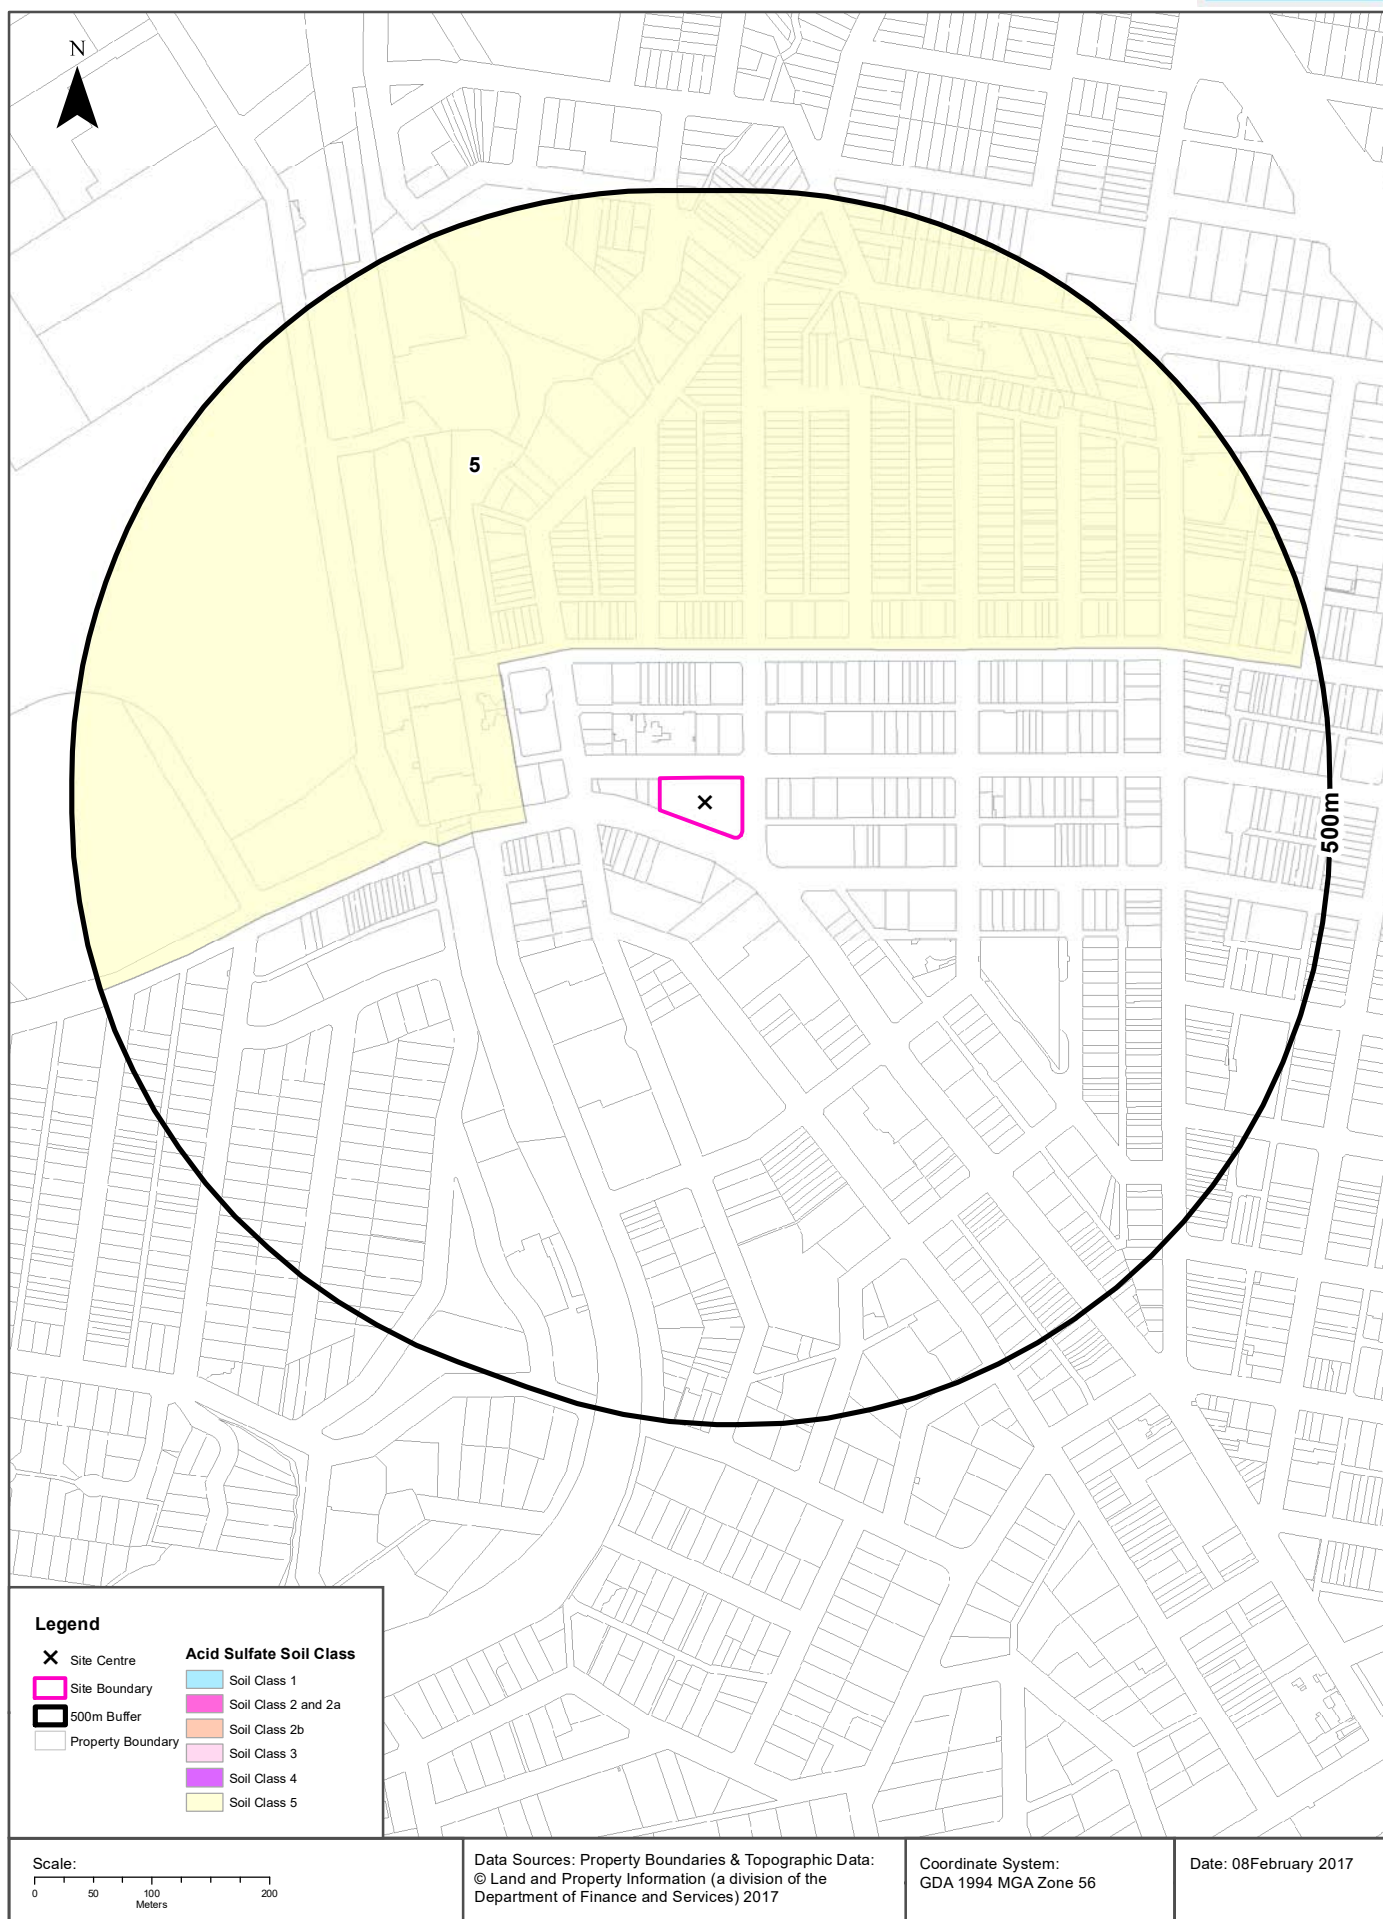 N
5
500m
Legend
Site Centre
Site Boundary
500m Buffer
Property Boundary
Acid Sulfate Soil Class
Soil Class 1
Soil Class 2 and 2a
Soil Class 2b
Soil Class 3
Soil Class 4
Soil Class 5
Scale:
0 50 100 200
Meters
Data Sources: Property Boundaries & Topographic Data:
© Land and Property Information (a division of the
Department of Finance and Services) 2017
Coordinate System:
GDA 1994 MGA Zone 56
Date: 08February 2017